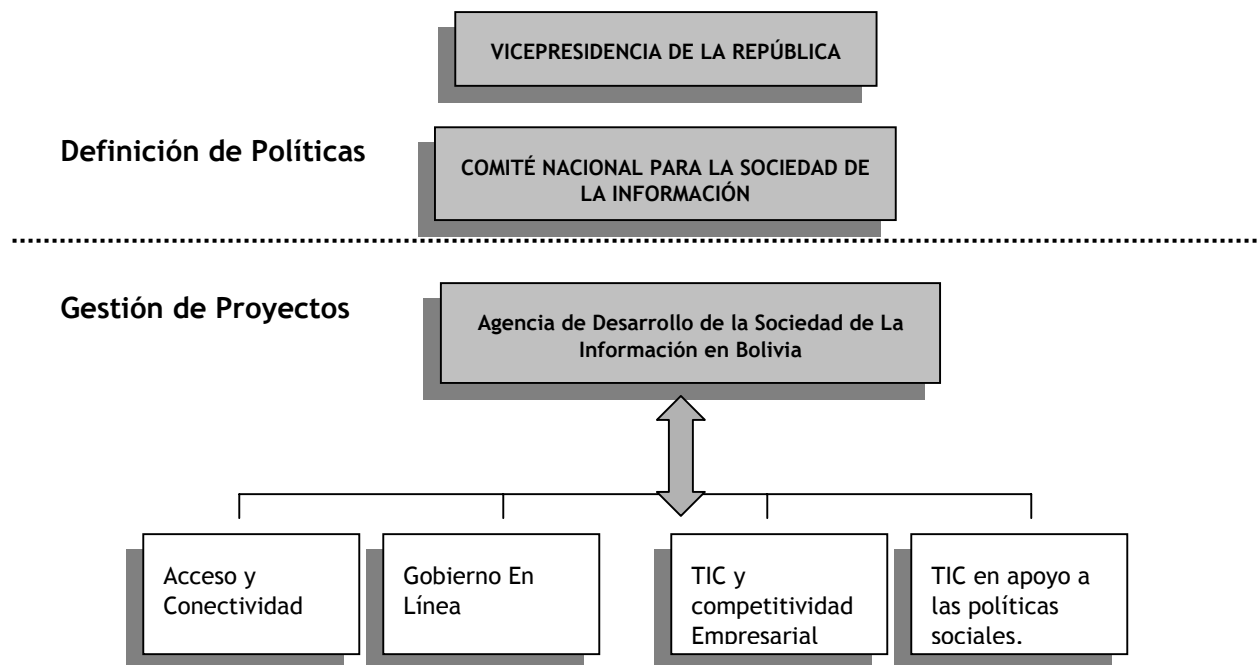 VICEPRESIDENCIA DE LA REPÚBLICA
Definición de Políticas
COMITÉ NACIONAL PARA LA SOCIEDAD DE
LA INFORMACIÓN
Gestión de Proyectos
Agencia de Desarrollo de la Sociedad de La
Información en Bolivia
Acceso y
Conectividad
Gobierno En
Línea
TIC y
competitividad
Empresarial
TIC en apoyo a
las políticas
sociales.